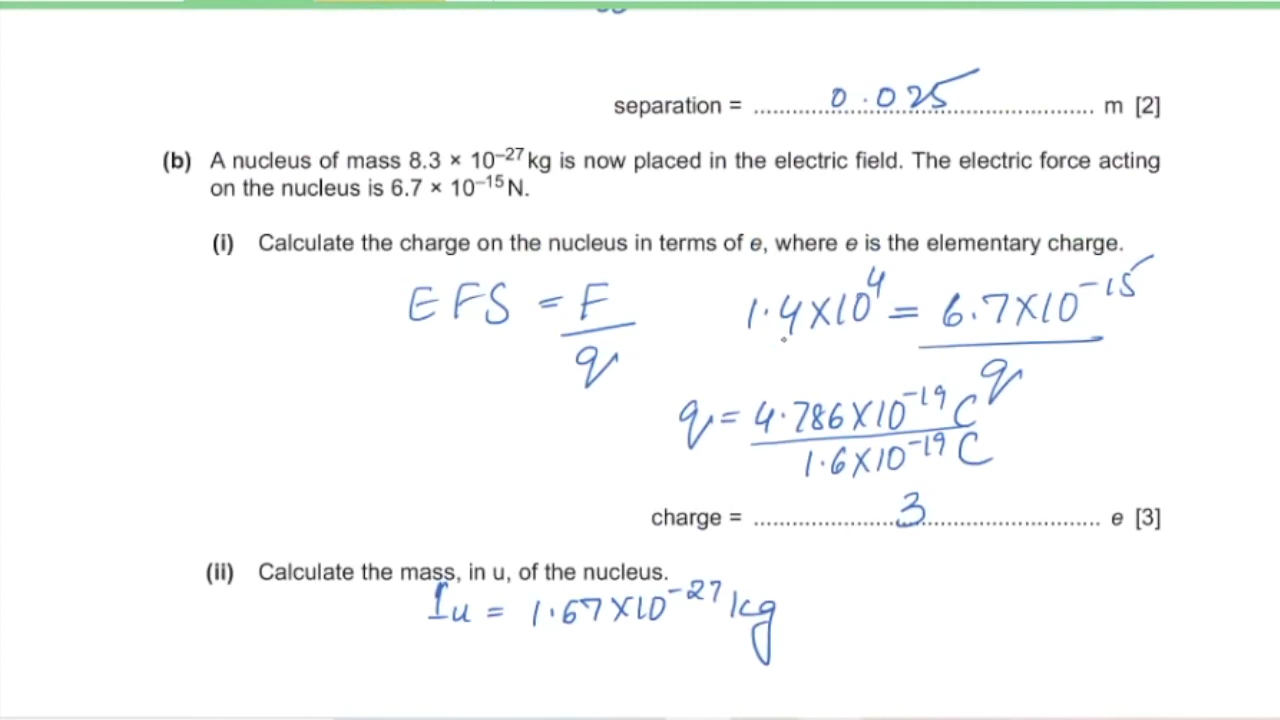 separation = 0.025 m [2]
(b) A nucleus of mass 8.3 × 10⁻²⁷ kg is now placed in the electric field. The electric force acting
on the nucleus is 6.7 × 10⁻¹⁵ N.
(i) Calculate the charge on the nucleus in terms of e, where e is the elementary charge.
EFS = F/q
1.4×10⁴ = 6.7×10⁻¹⁵/q
q = 4.786×10⁻¹⁹ C
1.6×10⁻¹⁹ C
charge = 3 e [3]
(ii) Calculate the mass, in u, of the nucleus.
1u = 1.67×10⁻²⁷ kg